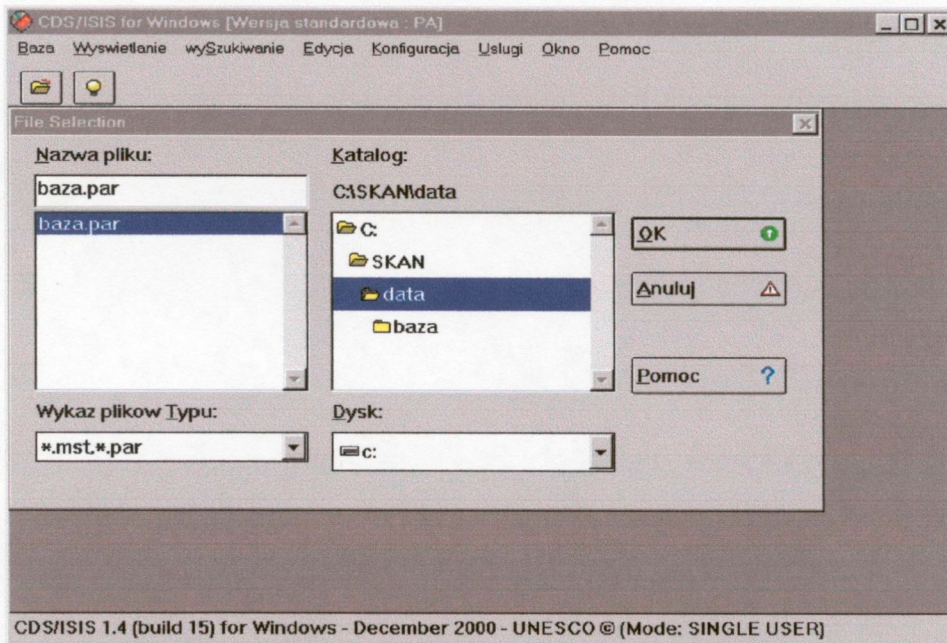 CDS/ISIS for Windows [Wersja standardowa : PA]
Baza Wyswietlanie wySzukiwanie Edycja Konfiguracja Uslugi Okno Pomoc
File Selection
Nazwa pliku:
baza.par
baza.par
Katalog:
C:\SKAN\data
C:
SKAN
data
baza
OK
Anuluj
Pomoc ?
Wykaz plikow Typu:
*.mst,*.par
Dysk:
c:
CDS/ISIS 1.4 (build 15) for Windows - December 2000 - UNESCO © (Mode: SINGLE USER)